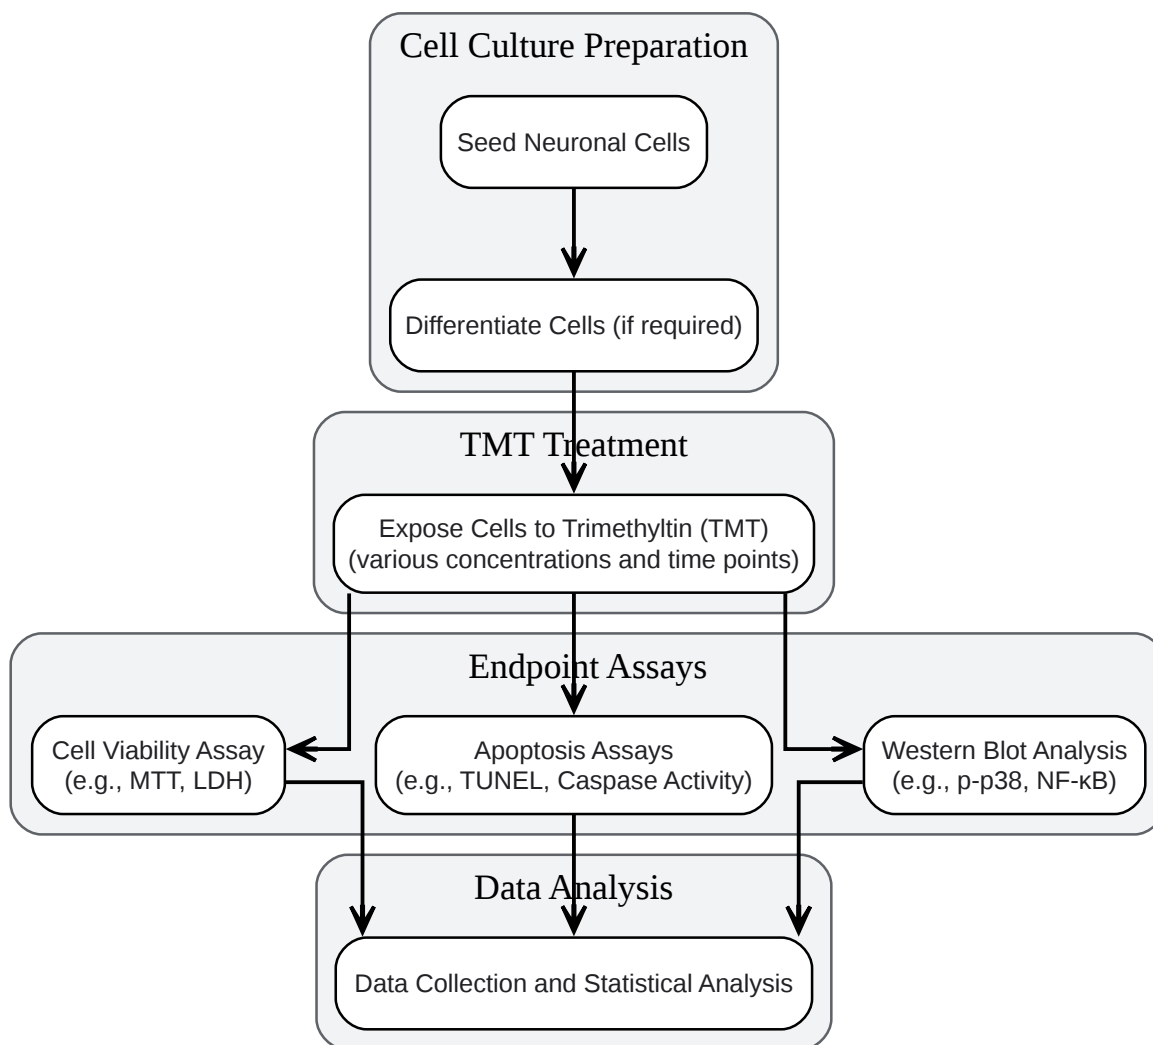 Cell Culture Preparation
Seed Neuronal Cells
Differentiate Cells (if required)
TMT Treatment
Expose Cells to Trimethyltin (TMT)
(various concentrations and time points)
Endpoint Assays
Cell Viability Assay
(e.g., MTT, LDH)
Apoptosis Assays
(e.g., TUNEL, Caspase Activity)
Western Blot Analysis
(e.g., p-p38, NF-κB)
Data Analysis
Data Collection and Statistical Analysis